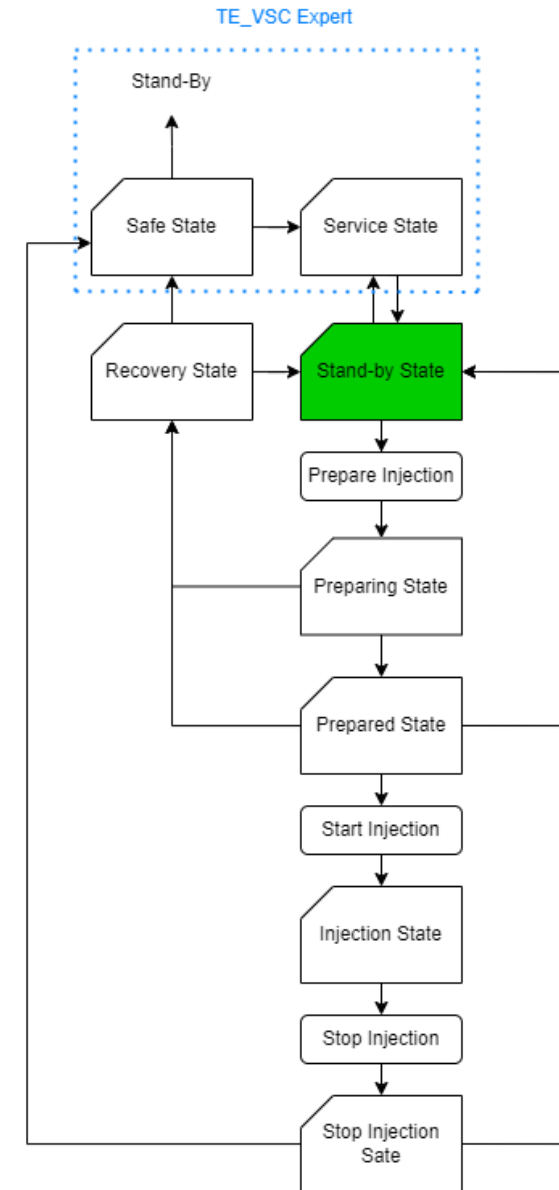 TE_VSC Expert
Stand-By
Safe State
Service State
Recovery State
Stand-by State
Prepare Injection
Preparing State
Prepared State
Start Injection
Injection State
Stop Injection
Stop Injection
Sate